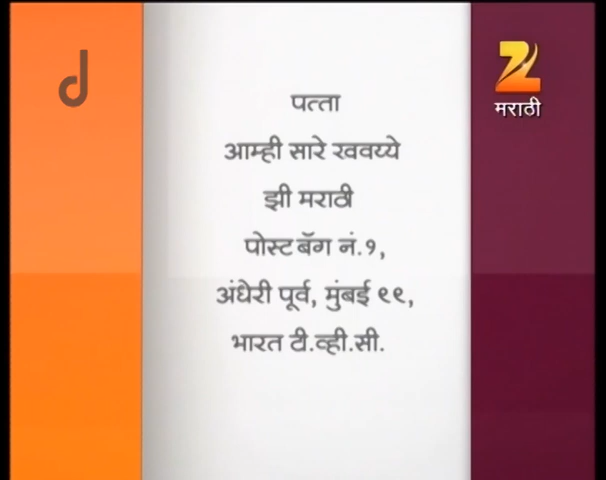 मराठी
पत्ता
आम्ही सारे खवय्ये
झी मराठी
पोस्ट बॅग नं.१,
अंधेरी पूर्व, मुंबई ९९,
भारत टी.व्ही.सी.